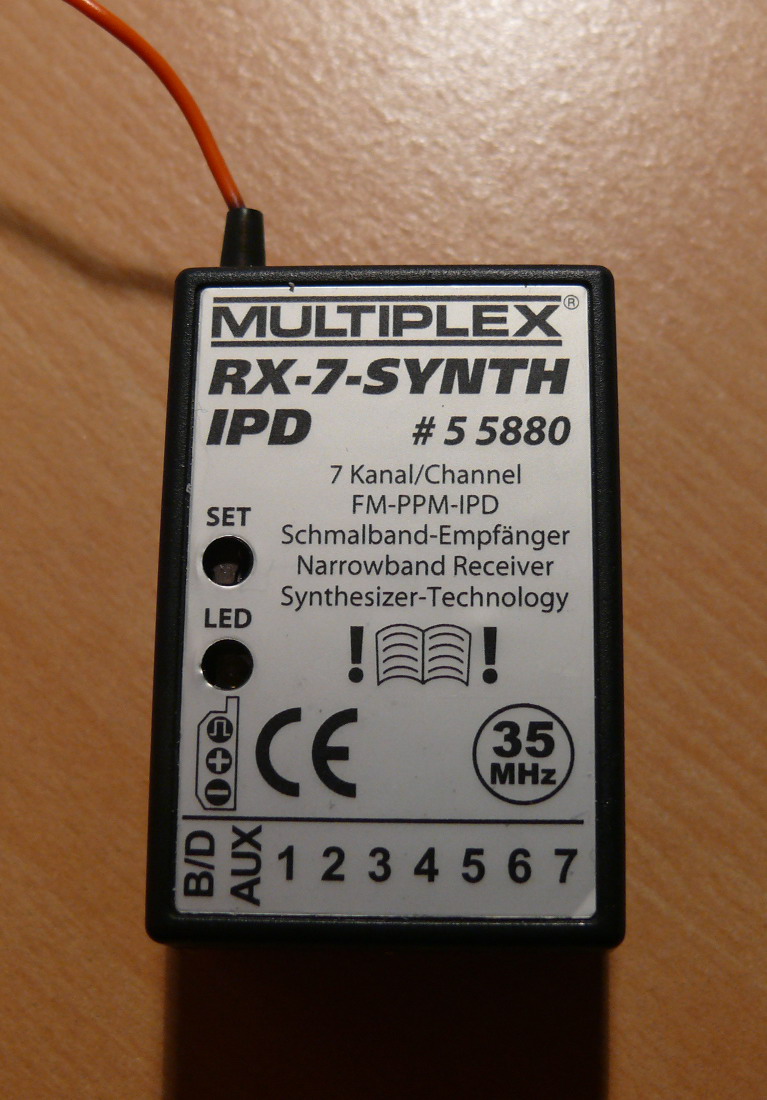 MULTIPLEX®
RX-7-SYNTH
IPD # 5 5880
7 Kanal/Channel
FM-PPM-IPD
Schmalband-Empfänger
Narrowband Receiver
Synthesizer-Technology
SET
LED
! !
CE
35
MHz
B/D
AUX
1 2 3 4 5 6 7